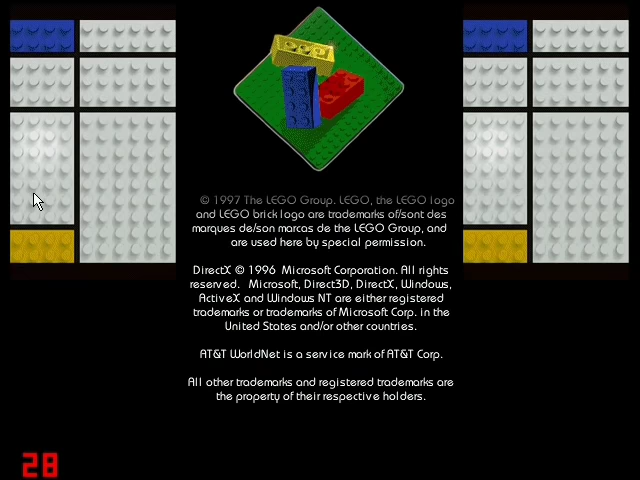 © 1997 The LEGO Group. LEGO, the LEGO logo
and LEGO brick logo are trademarks of/sont des
marques de/son marcas de the LEGO Group, and
are used here by special permission.
DirectX © 1996 Microsoft Corporation. All rights
reserved. Microsoft, Direct3D, DirectX, Windows,
ActiveX and Windows NT are either registered
trademarks or trademarks of Microsoft Corp. in the
United States and/or other countries.
AT&T WorldNet is a service mark of AT&T Corp.
All other trademarks and registered trademarks are
the property of their respective holders.
28